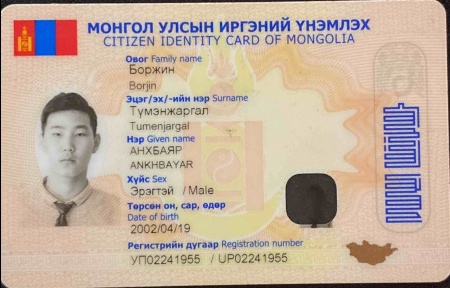 МОНГОЛ УЛСЫН ИРГЭНИЙ ҮНЭМЛЭХ
CITIZEN IDENTITY CARD OF MONGOLIA
Овог Family name
Боржин
Borjin
Эцэг/эх/-ийн нэр Surname
Түмэнжаргал
Tumenjargal
Нэр Given name
АНХБАЯР
ANKHBAYAR
Хүйс Sex
Эрэгтэй / Male
Төрсөн он, сар, өдөр
Date of birth
2002/04/19
Регистрийн дугаар Registration number
УП02241955 / UP02241955